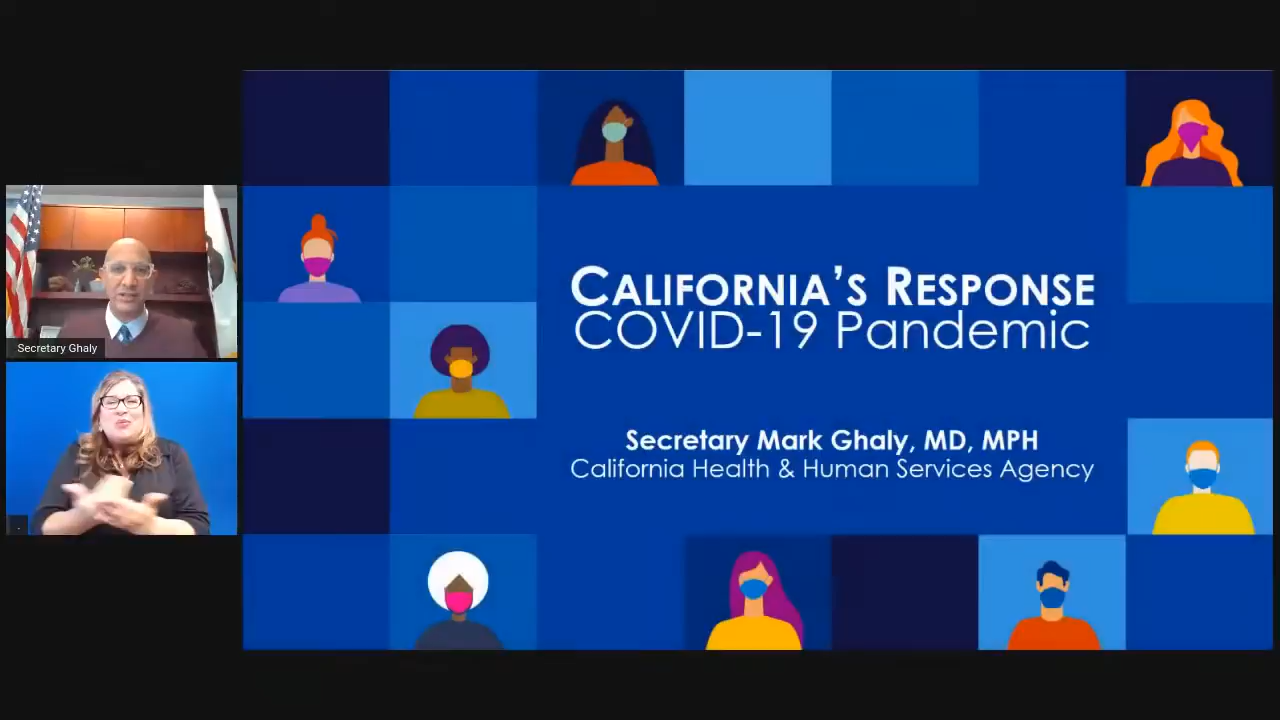 CALIFORNIA'S RESPONSE
COVID-19 Pandemic
Secretary Mark Ghaly, MD, MPH
California Health & Human Services Agency
Secretary Ghaly
.